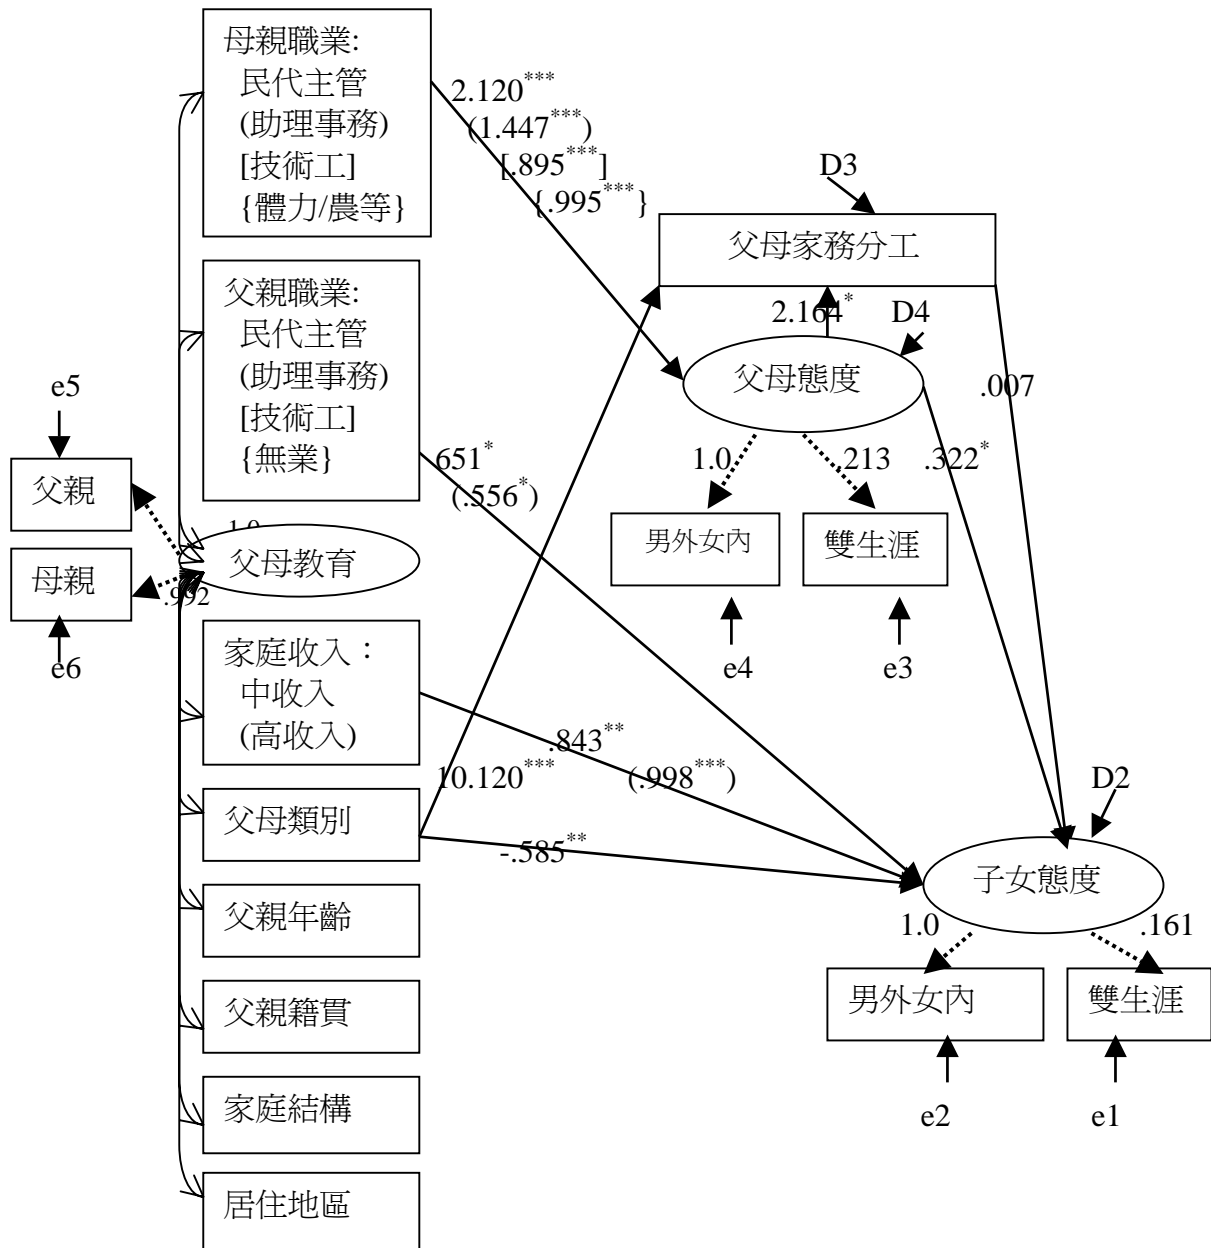 母親職業:
民代主管
(助理事務)
[技術工]
{體力/農等}
2.120***
(1.447***)
[.895***]
{.995***}
D3
父母家務分工
父親職業:
民代主管
(助理事務)
[技術工]
{無業}
2.164*
D4
父母態度
.007
e5
父親
651*
(.556*)
1.0
.213
.322*
男外女內
雙生涯
1.0
父母教育
母親
.992
e6
e4
e3
家庭收入：
中收入
(高收入)
.843**
(.998***)
10.120***
父母類別
-.585**
D2
子女態度
父親年齡
1.0
.161
男外女內
雙生涯
父親籍貫
家庭結構
e2
e1
居住地區